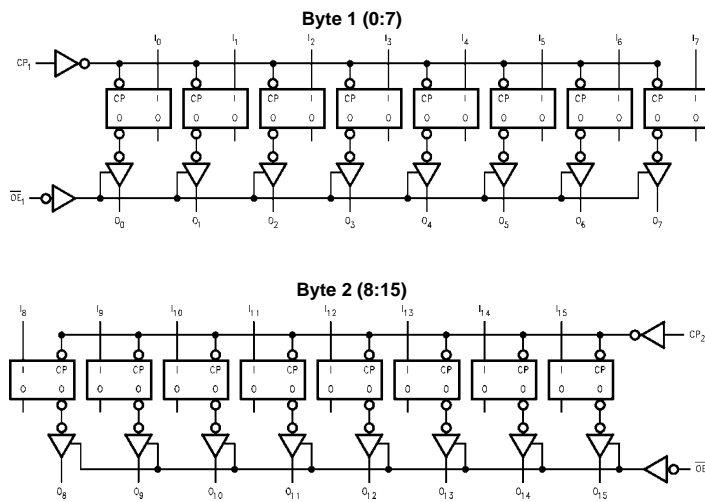 Byte 1 (0:7)
I0 I1 I2 I3 I4 I5 I6 I7
CP1
CP I CP I CP I CP I CP I CP I CP I CP I
O O O O O O O O O O O O O O O O
OE1
O0 O1 O2 O3 O4 O5 O6 O7
Byte 2 (8:15)
I8 I9 I10 I11 I12 I13 I14 I15
CP2
I CP I CP I CP I CP I CP I CP I CP I CP
O O O O O O O O O O O O O O O O
OE
O8 O9 O10 O11 O12 O13 O14 O15